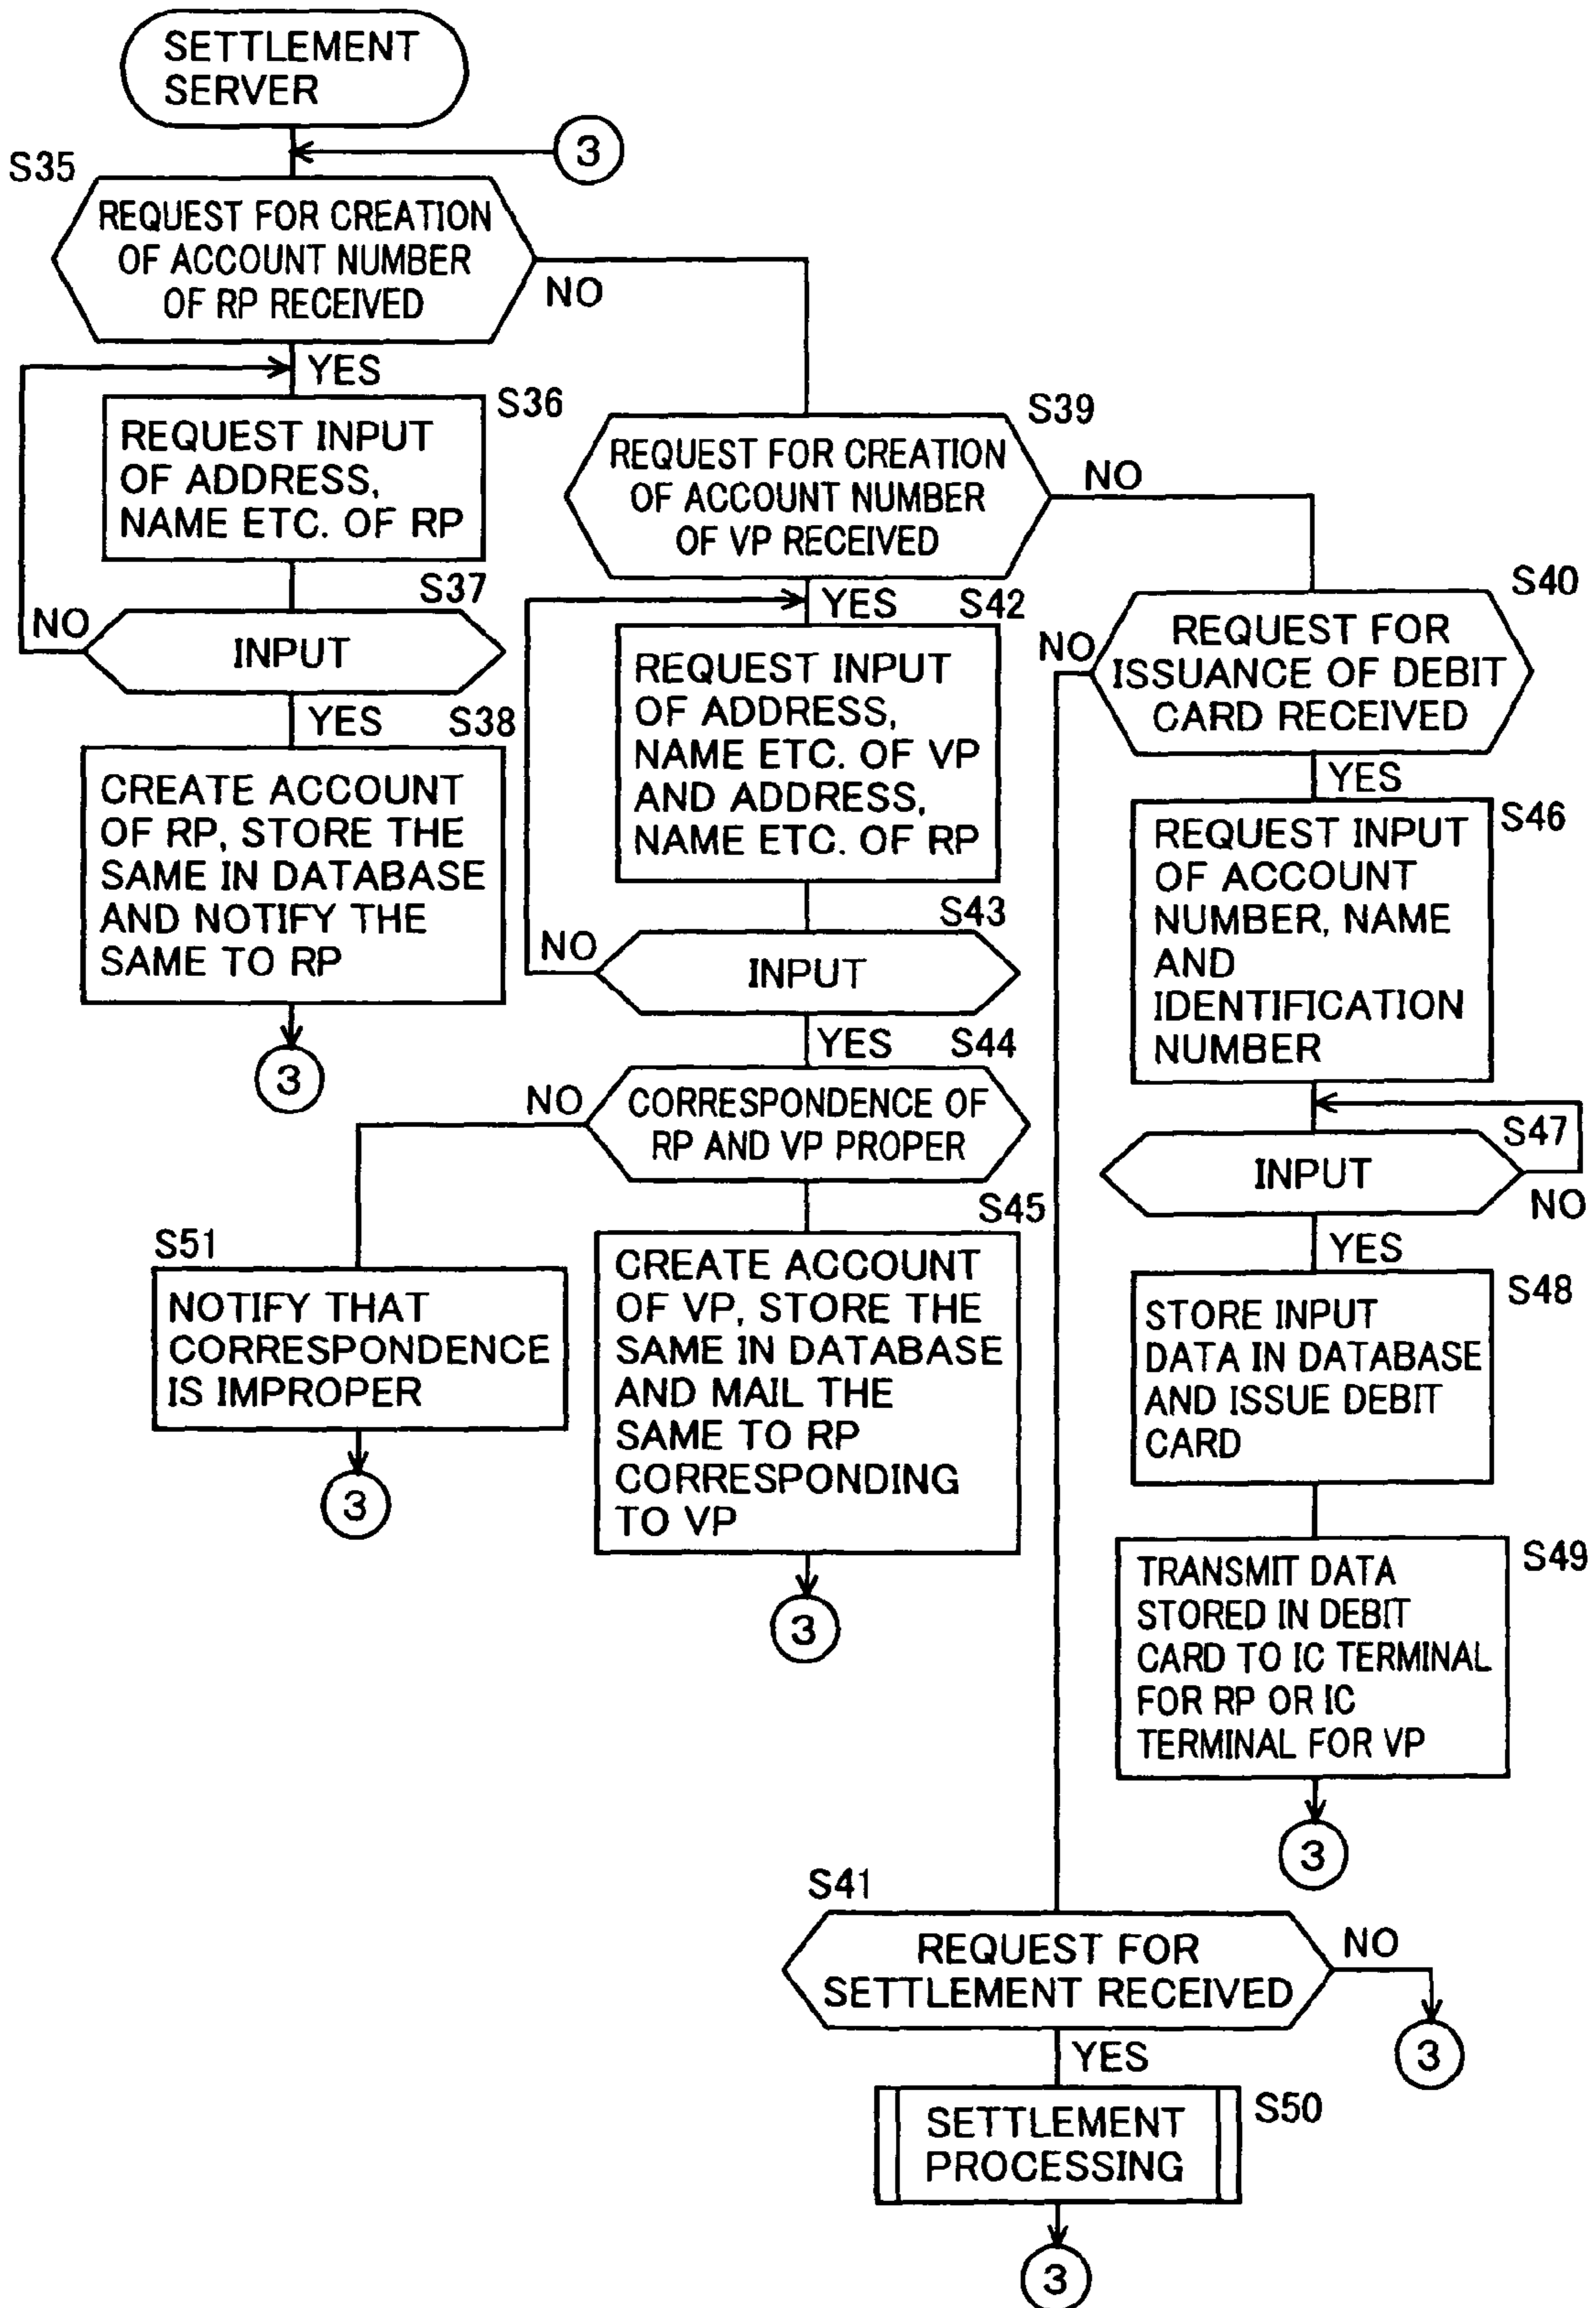 SETTLEMENT
SERVER
3
S35
REQUEST FOR CREATION
OF ACCOUNT NUMBER
OF RP RECEIVED
NO
YES
S36
REQUEST INPUT
OF ADDRESS,
NAME ETC. OF RP
S37
NO
INPUT
YES
S38
CREATE ACCOUNT
OF RP, STORE THE
SAME IN DATABASE
AND NOTIFY THE
SAME TO RP
3
S39
REQUEST FOR CREATION
OF ACCOUNT NUMBER
OF VP RECEIVED
NO
YES
S42
REQUEST INPUT
OF ADDRESS,
NAME ETC. OF VP
AND ADDRESS,
NAME ETC. OF RP
S43
NO
INPUT
YES
S44
NO
CORRESPONDENCE OF
RP AND VP PROPER
S51
NOTIFY THAT
CORRESPONDENCE
IS IMPROPER
3
S45
CREATE ACCOUNT
OF VP, STORE THE
SAME IN DATABASE
AND MAIL THE
SAME TO RP
CORRESPONDING
TO VP
3
S40
NO
REQUEST FOR
ISSUANCE OF DEBIT
CARD RECEIVED
YES
S46
REQUEST INPUT
OF ACCOUNT
NUMBER, NAME
AND
IDENTIFICATION
NUMBER
S47
INPUT
NO
YES
S48
STORE INPUT
DATA IN DATABASE
AND ISSUE DEBIT
CARD
S49
TRANSMIT DATA
STORED IN DEBIT
CARD TO IC TERMINAL
FOR RP OR IC
TERMINAL FOR VP
3
S41
REQUEST FOR
SETTLEMENT RECEIVED
NO
3
YES
S50
SETTLEMENT
PROCESSING
3